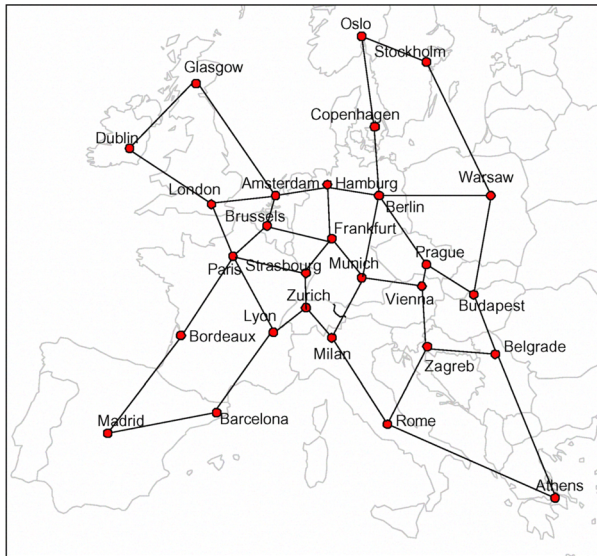 Oslo
Stockholm
Glasgow
Copenhagen
Dublin
London
Amsterdam
Hamburg
Warsaw
Berlin
Brussels
Frankfurt
Paris
Strasbourg
Munich
Prague
Zurich
Vienna
Budapest
Lyon
Bordeaux
Milan
Zagreb
Belgrade
Madrid
Barcelona
Rome
Athens